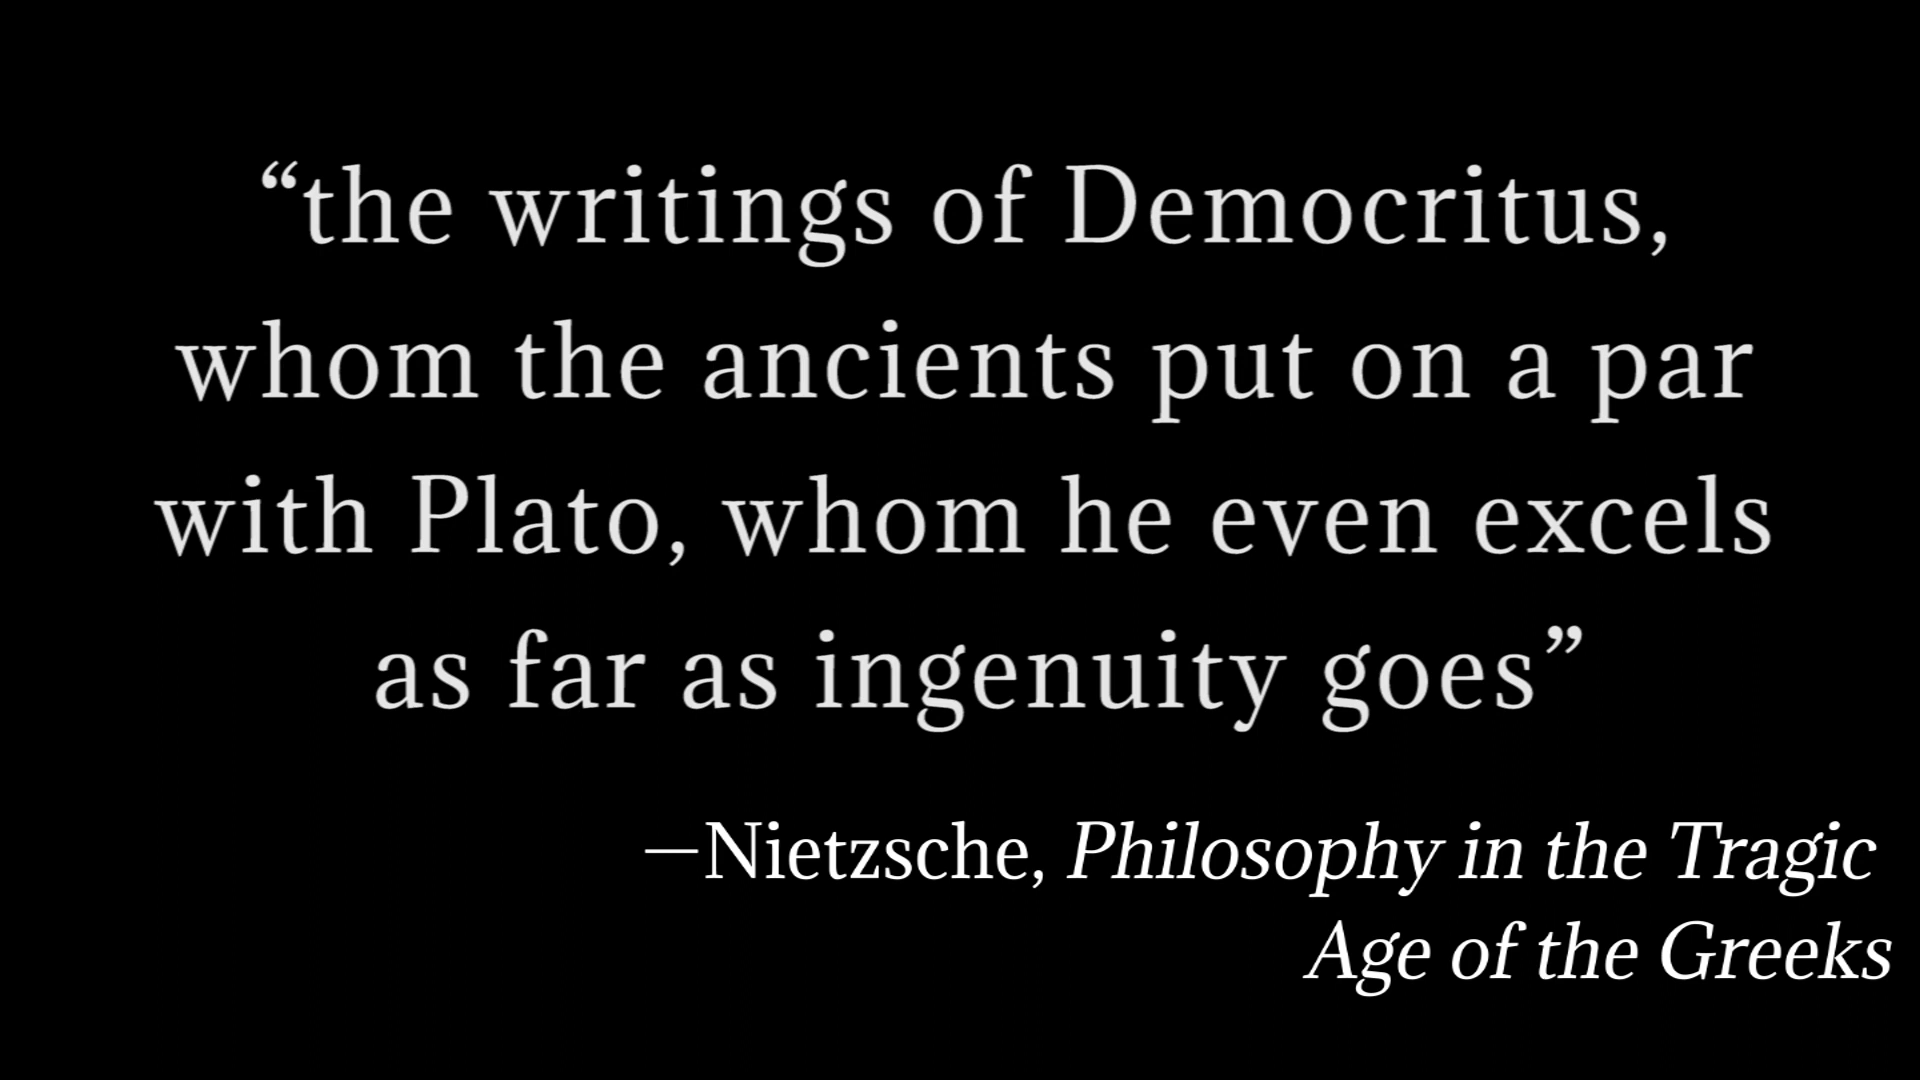 “the writings of Democritus,
whom the ancients put on a par
with Plato, whom he even excels
as far as ingenuity goes”
—Nietzsche, Philosophy in the Tragic
Age of the Greeks